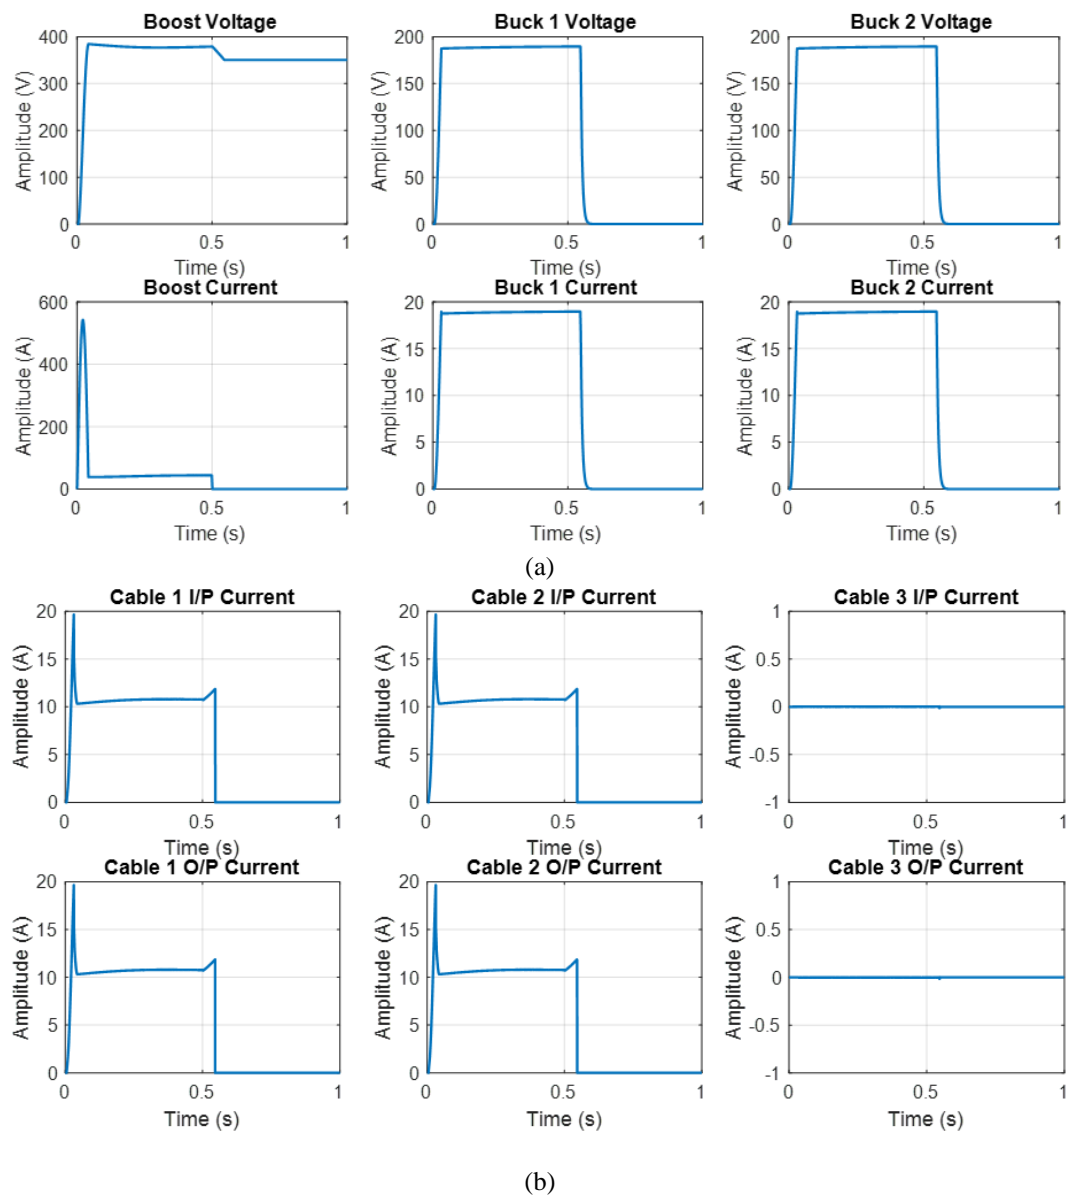 Boost Voltage
Buck 1 Voltage
Buck 2 Voltage
Amplitude (V)
400
300
200
100
0
0 0.5 1
Time (s)
Amplitude (V)
200
150
100
50
0
0 0.5 1
Time (s)
Amplitude (V)
200
150
100
50
0
0 0.5 1
Time (s)
Boost Current
Buck 1 Current
Buck 2 Current
Amplitude (A)
600
400
200
0
0 0.5 1
Time (s)
Amplitude (A)
20
15
10
5
0
0 0.5 1
Time (s)
Amplitude (A)
20
15
10
5
0
0 0.5 1
Time (s)
(a)
Cable 1 I/P Current
Cable 2 I/P Current
Cable 3 I/P Current
Amplitude (A)
20
15
10
5
0
0 0.5 1
Time (s)
Amplitude (A)
20
15
10
5
0
0 0.5 1
Time (s)
Amplitude (A)
1
0.5
0
-0.5
-1
0 0.5 1
Time (s)
Cable 1 O/P Current
Cable 2 O/P Current
Cable 3 O/P Current
Amplitude (A)
20
15
10
5
0
0 0.5 1
Time (s)
Amplitude (A)
20
15
10
5
0
0 0.5 1
Time (s)
Amplitude (A)
1
0.5
0
-0.5
-1
0 0.5 1
Time (s)
(b)